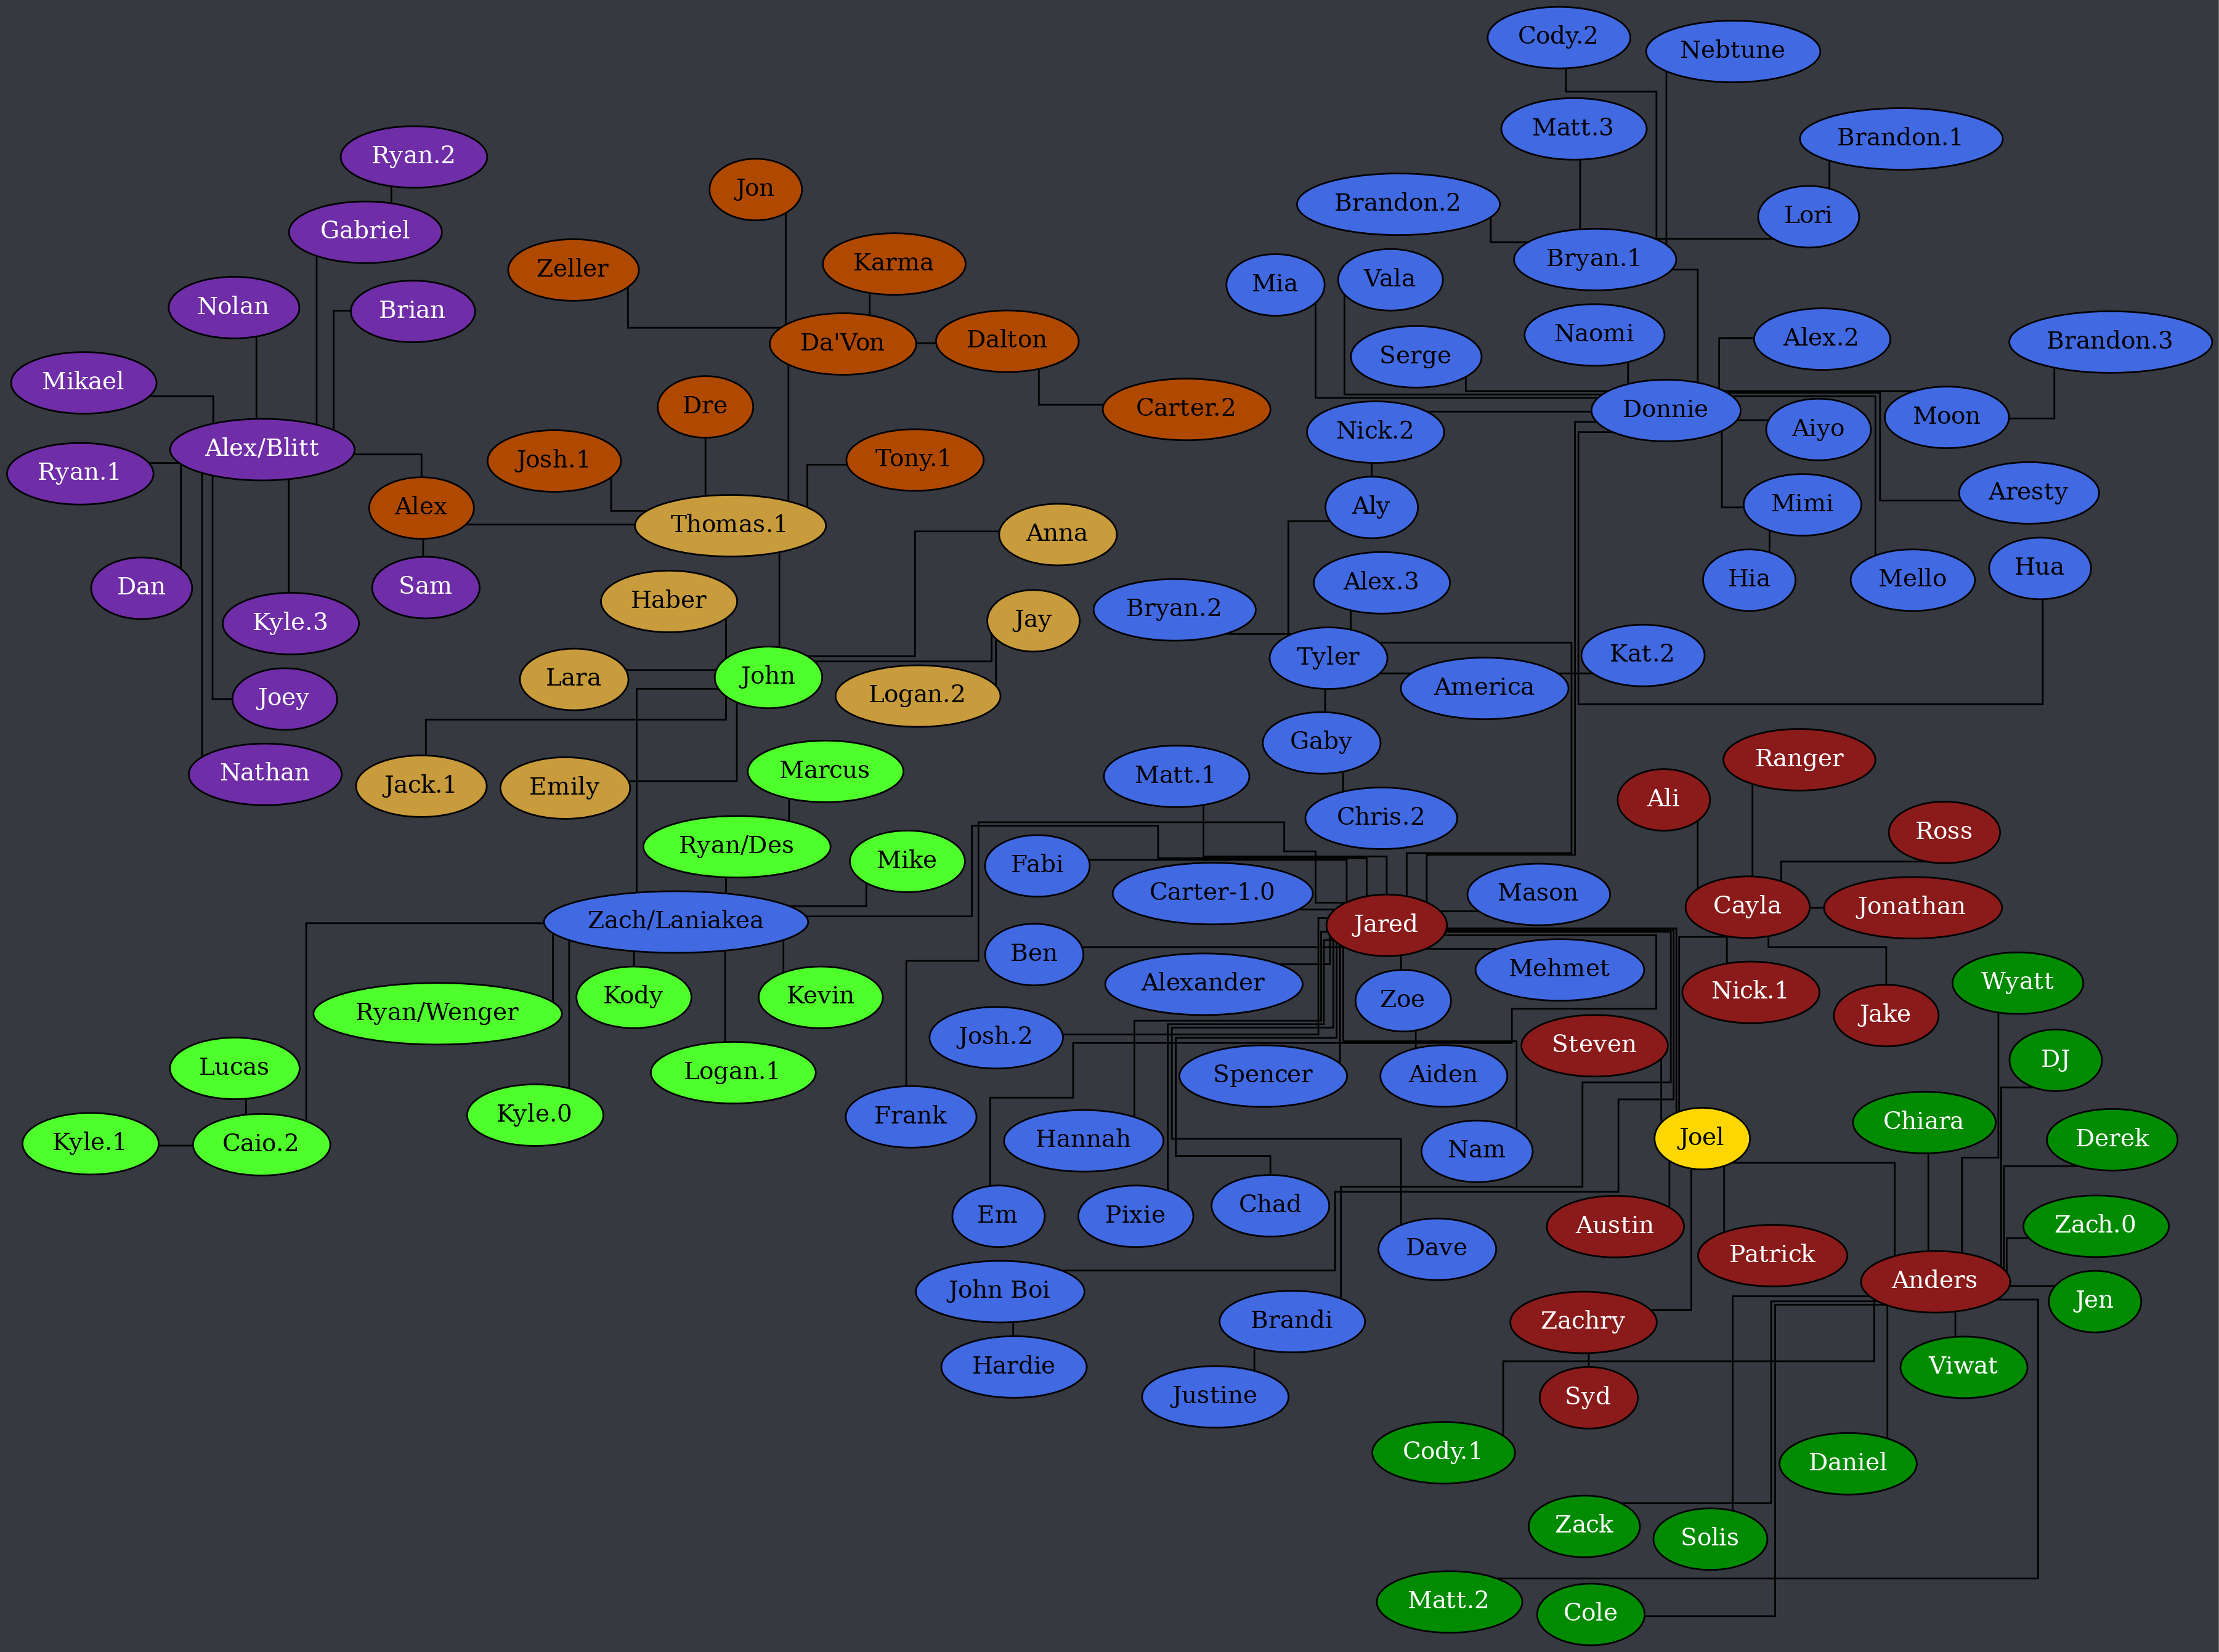 Cody.2
Nebtune
Matt.3
Brandon.1
Ryan.2
Jon
Brandon.2
Lori
Gabriel
Bryan.1
Karma
Zeller
Vala
Mia
Nolan
Brian
Naomi
Alex.2
Dalton
Brandon.3
Da'Von
Serge
Mikael
Dre
Carter.2
Donnie
Moon
Aiyo
Nick.2
Alex/Blitt
Josh.1
Tony.1
Ryan.1
Aresty
Mimi
Alex
Aly
Thomas.1
Anna
Hua
Hia
Mello
Alex.3
Dan
Sam
Haber
Bryan.2
Jay
Kyle.3
Kat.2
Tyler
John
Lara
America
Logan.2
Joey
Gaby
Ranger
Marcus
Nathan
Matt.1
Jack.1
Emily
Ali
Chris.2
Ross
Ryan/Des
Mike
Fabi
Carter-1.0
Mason
Cayla
Jonathan
Zach/Laniakea
Jared
Ben
Mehmet
Alexander
Wyatt
Nick.1
Kody
Kevin
Zoe
Ryan/Wenger
Jake
Josh.2
Steven
DJ
Lucas
Logan.1
Spencer
Aiden
Kyle.0
Frank
Chiara
Joel
Derek
Hannah
Kyle.1
Caio.2
Nam
Chad
Em
Pixie
Austin
Zach.0
Dave
Patrick
Anders
John Boi
Jen
Brandi
Zachry
Hardie
Viwat
Justine
Syd
Cody.1
Daniel
Zack
Solis
Matt.2
Cole